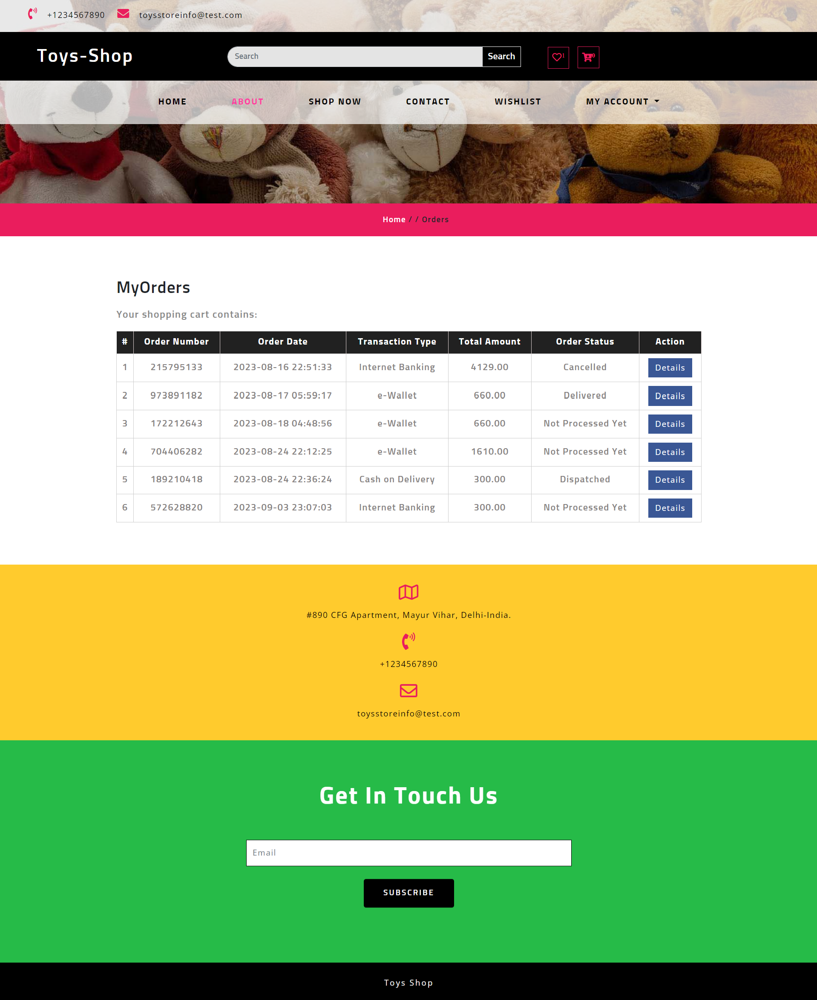 +1234567890 toysstoreinfo@test.com
Toys-Shop Search Search 1 0
HOME ABOUT SHOP NOW CONTACT WISHLIST MY ACCOUNT
Home / / Orders
MyOrders
Your shopping cart contains:
# Order Number Order Date Transaction Type Total Amount Order Status Action
1 215795133 2023-08-16 22:51:33 Internet Banking 4129.00 Cancelled Details
2 973891182 2023-08-17 05:59:17 e-Wallet 660.00 Delivered Details
3 172212643 2023-08-18 04:48:56 e-Wallet 660.00 Not Processed Yet Details
4 704406282 2023-08-24 22:12:25 e-Wallet 1610.00 Not Processed Yet Details
5 189210418 2023-08-24 22:36:24 Cash on Delivery 300.00 Dispatched Details
6 572628820 2023-09-03 23:07:03 Internet Banking 300.00 Not Processed Yet Details
#890 CFG Apartment, Mayur Vihar, Delhi-India.
+1234567890
toysstoreinfo@test.com
Get In Touch Us
Email
SUBSCRIBE
Toys Shop